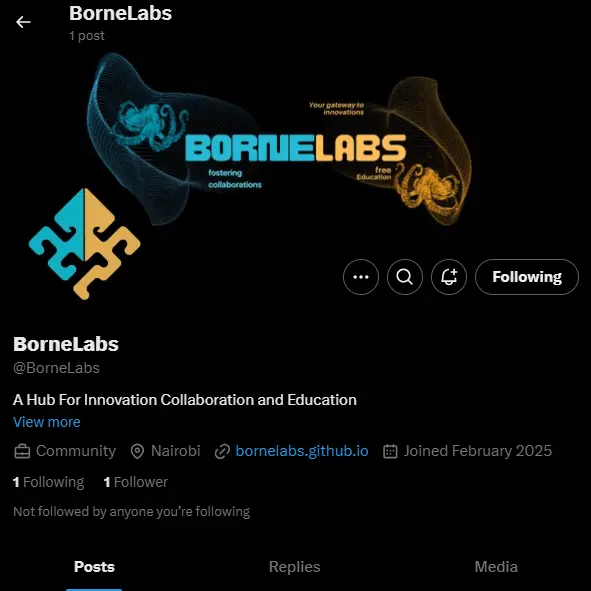 BorneLabs
1 post
Your gateway to
innovations
BORNELABS
fostering
collaborations
free
Education
Following
BorneLabs
@BorneLabs
A Hub For Innovation Collaboration and Education
View more
Community Nairobi bornelabs.github.io Joined February 2025
1 Following 1 Follower
Not followed by anyone you're following
Posts Replies Media